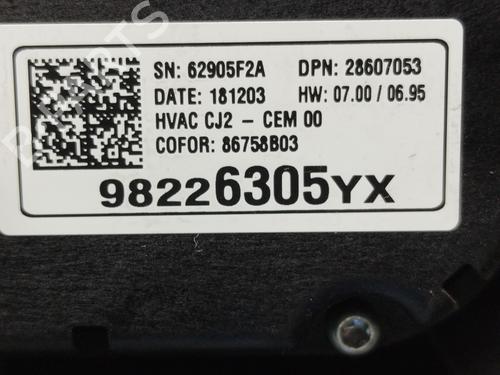 SN: 62905F2A DPN: 28607053
DATE: 181203 HW: 07.00 / 06.95
HVAC CJ2 - CEM 00
COFOR: 86758B03
98226305YX